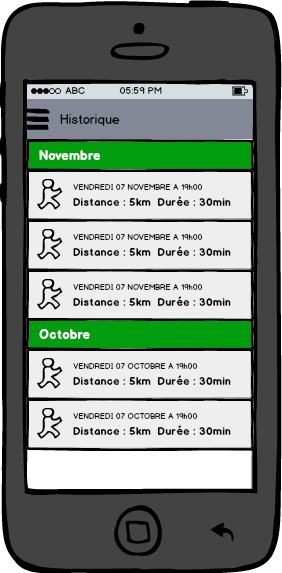 ABC 05:59 PM
Historique
Novembre
VENDREDI 07 NOVEMBRE A 19h00
Distance : 5km Durée : 30min
VENDREDI 07 NOVEMBRE A 19h00
Distance : 5km Durée : 30min
VENDREDI 07 NOVEMBRE A 19h00
Distance : 5km Durée : 30min
Octobre
VENDREDI 07 OCTOBRE A 19h00
Distance : 5km Durée : 30min
VENDREDI 07 OCTOBRE A 19h00
Distance : 5km Durée : 30min